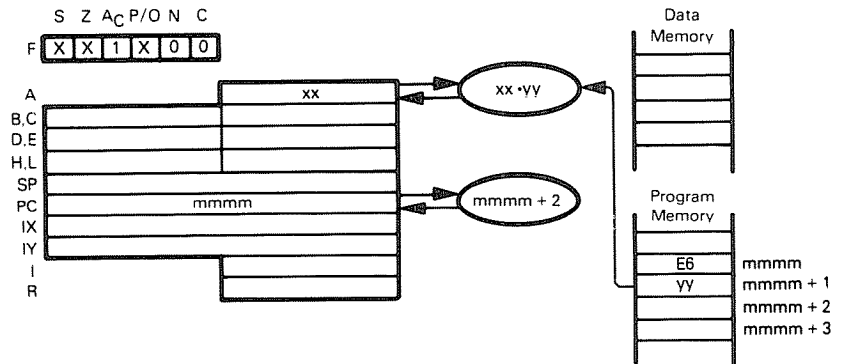 S Z AC P/O N C
F X X 1 X 0 0
Data
Memory
A xx
xx •yy
B,C
D,E
H,L
SP
PC mmmm
mmmm + 2
IX
IY
I
R
Program
Memory
E6 mmmm
yy mmmm + 1
mmmm + 2
mmmm + 3